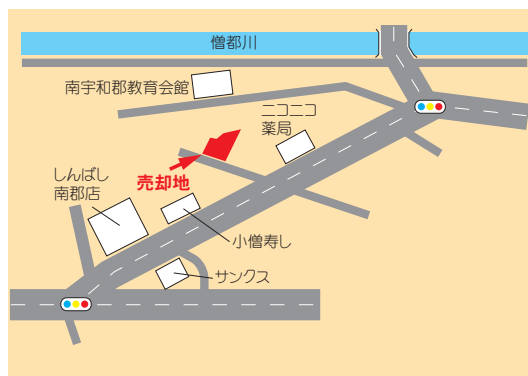 僧都川
南宇和郡教育会館
ニコニコ
薬局
売却地
しんばし
南郡店
小僧寿し
サンクス